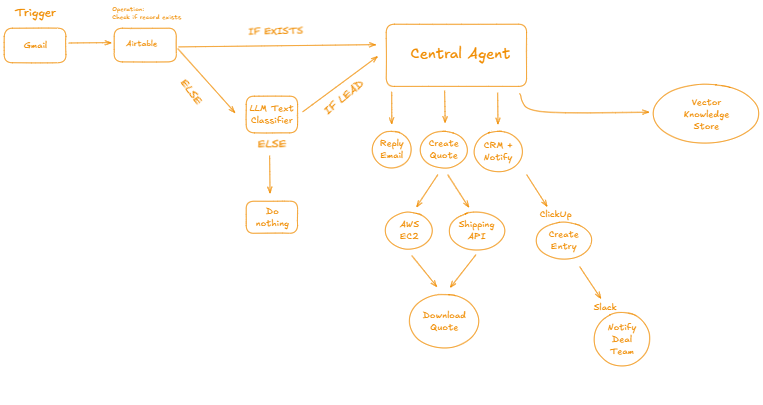 Trigger
Operation:
Check if record exists
Gmail
Airtable
IF EXISTS
Central Agent
ELSE
LLM Text
Classifier
IF LEAD
ELSE
Do
nothing
Vector
Knowledge
Store
Reply
Email
Create
Quote
CRM +
Notify
AWS
EC2
Shipping
API
ClickUp
Create
Entry
Download
Quote
Slack
Notify
Deal
Team